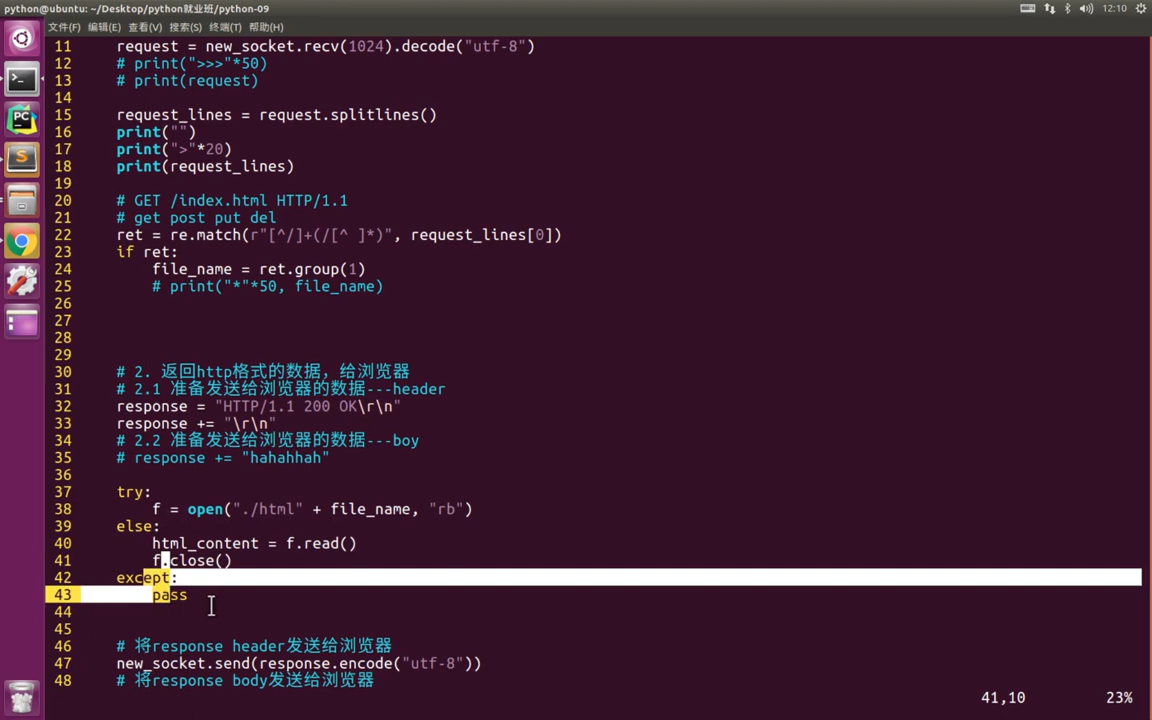 python@ubuntu: ~/Desktop/python就业班/python-09
12:10
文件(F) 编辑(E) 查看(V) 搜索(S) 终端(T) 帮助(H)
11 request = new_socket.recv(1024).decode("utf-8")
12 # print(">>>"*50)
13 # print(request)
14
15 request_lines = request.splitlines()
16 print("")
17 print(">"*20)
18 print(request_lines)
19
20 # GET /index.html HTTP/1.1
21 # get post put del
22 ret = re.match(r"[^/]+(/[^ ]*)", request_lines[0])
23 if ret:
24 file_name = ret.group(1)
25 # print("*"*50, file_name)
26
27
28
29
30 # 2. 返回http格式的数据，给浏览器
31 # 2.1 准备发送给浏览器的数据---header
32 response = "HTTP/1.1 200 OK\r\n"
33 response += "\r\n"
34 # 2.2 准备发送给浏览器的数据---boy
35 # response += "hahahhah"
36
37 try:
38 f = open("./html" + file_name, "rb")
39 else:
40 html_content = f.read()
41 f.close()
42 except:
43 pass
44
45
46 # 将response header发送给浏览器
47 new_socket.send(response.encode("utf-8"))
48 # 将response body发送给浏览器
41,10 23%
PC
S